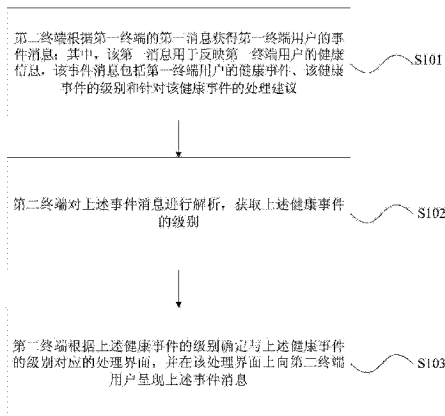 第二终端根据第一终端的第一消息获得第一终端用户的事
件消息；其中，该第一消息用于反映第一终端用户的健康
信息，该事件消息包括第一终端用户的健康事件、该健康
事件的级别和针对该健康事件的处理建议
S101
第二终端对上述事件消息进行解析，获取上述健康事件
的级别
S102
第二终端根据上述健康事件的级别确定与上述健康事件
的级别对应的处理界面，并在该处理界面上向第二终端
用户呈现上述事件消息
S103